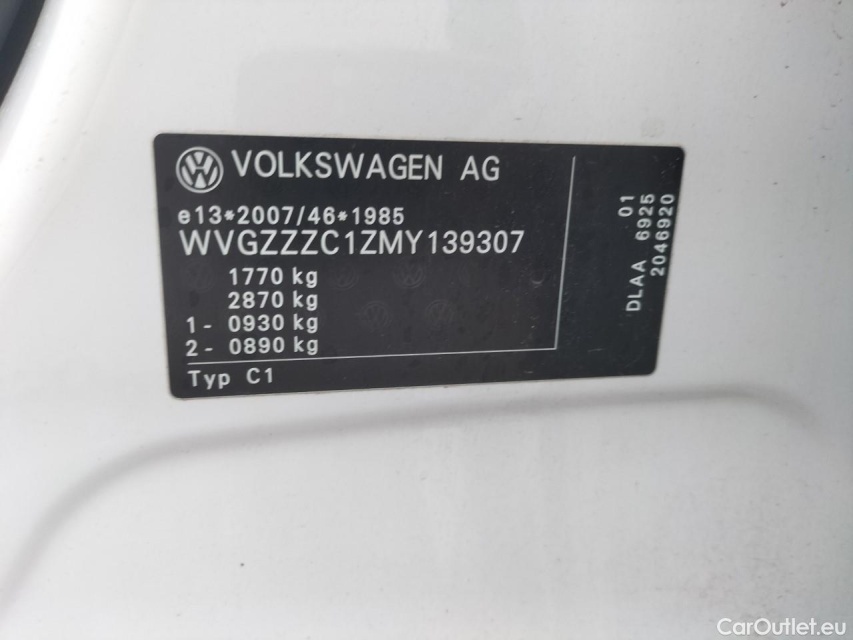 VOLKSWAGEN AG
e13*2007/46*1985
WVGZZZC1ZMY139307
1770 kg
2870 kg
1- 0930 kg
2- 0890 kg
Typ C1
01
DLAA 6925
2046920
CarOutlet.eu